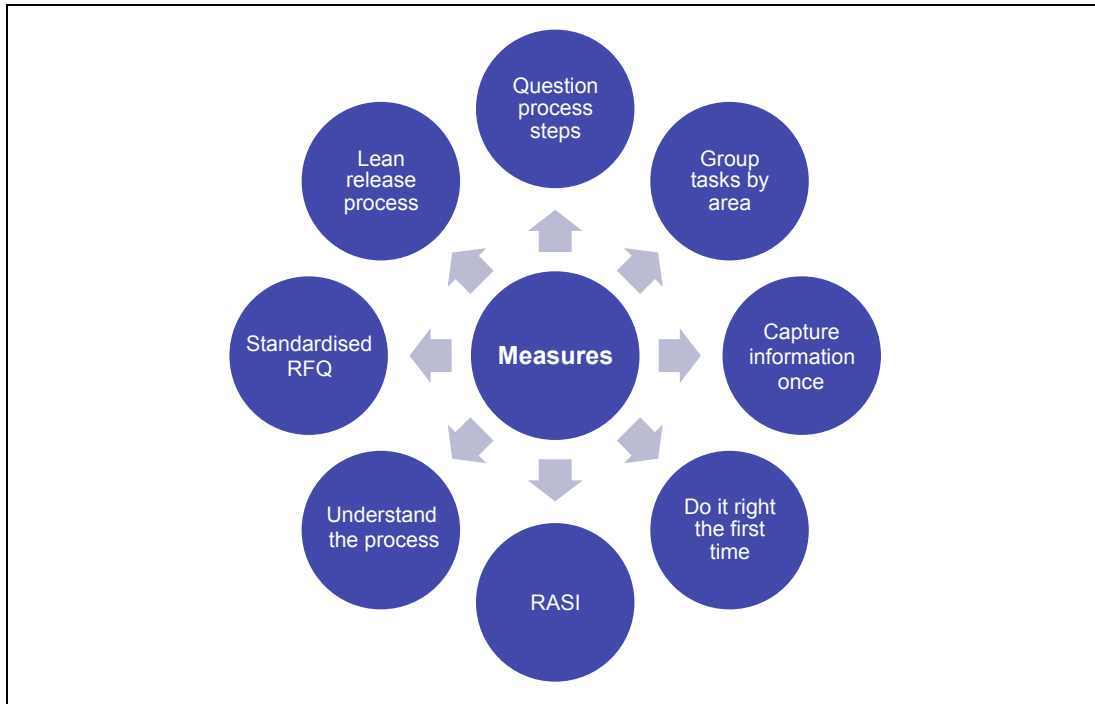 Question
process
steps
Group
tasks by
area
Capture
information
once
Do it right
the first
time
RASI
Understand
the process
Standardised
RFQ
Lean
release
process
Measures